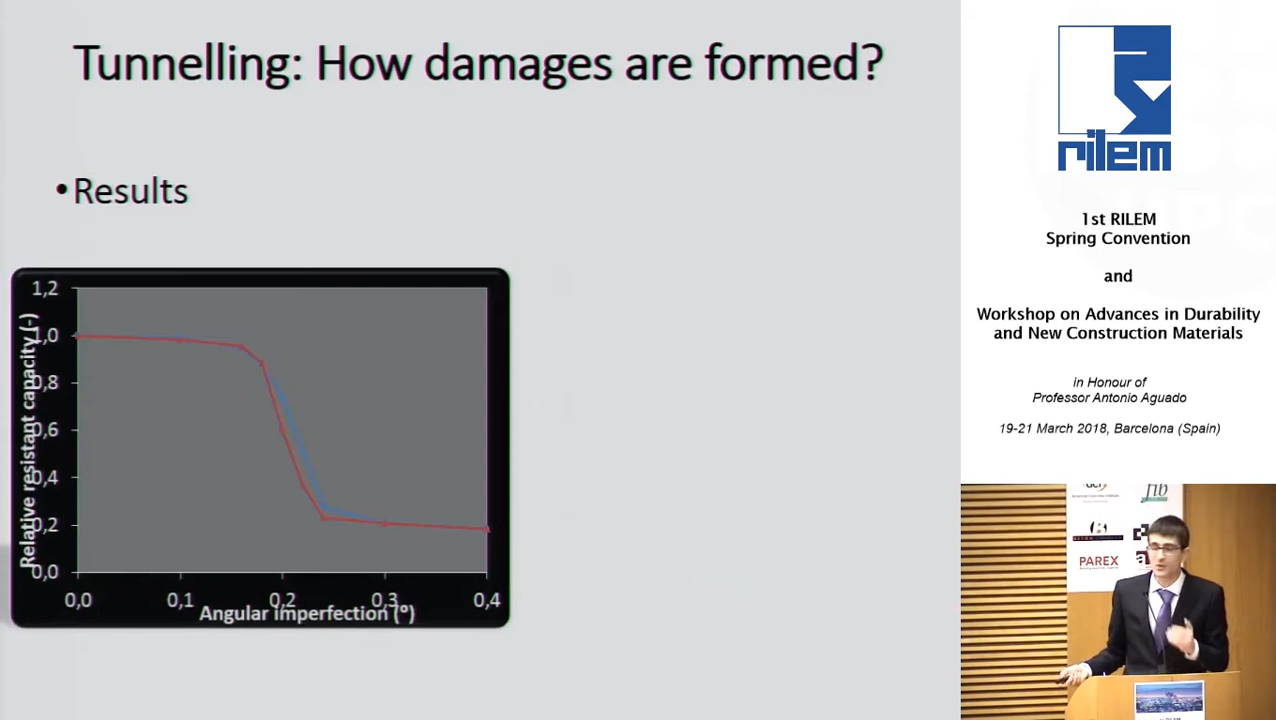 Tunnelling: How damages are formed?
•Results
1,2
1,0
0,8
0,6
0,4
0,2
0,0
Relative resistant capacity (-)
0,0 0,1 0,2 0,3 0,4
Angular imperfection (°)
rilem
1st RILEM
Spring Convention
and
Workshop on Advances in Durability
and New Construction Materials
in Honour of
Professor Antonio Aguado
19-21 March 2018, Barcelona (Spain)
fib
PAREX